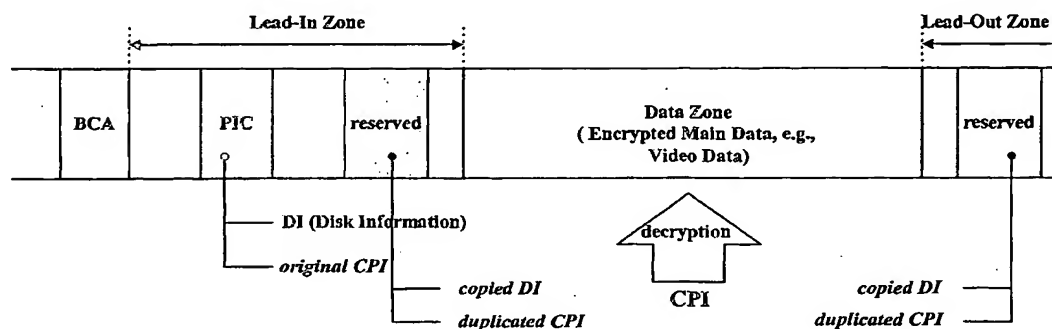 Lead-In Zone
Lead-Out Zone
BCA
PIC
reserved
Data Zone
( Encrypted Main Data, e.g.,
Video Data)
reserved
DI (Disk Information)
original CPI
copied DI
duplicated CPI
decryption
CPI
copied DI
duplicated CPI